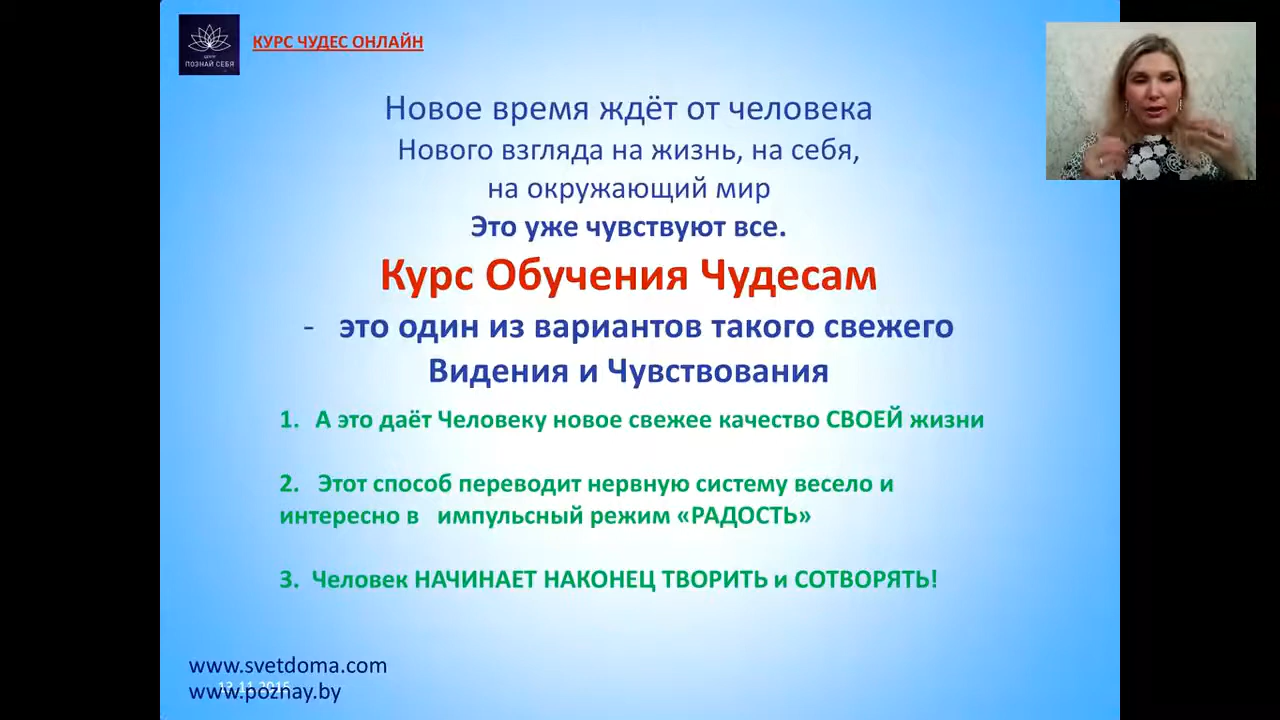 ПОЗНАЙ СЕБЯ
КУРС ЧУДЕС ОНЛАЙН
Новое время ждёт от человека
Нового взгляда на жизнь, на себя,
на окружающий мир
Это уже чувствуют все.
Курс Обучения Чудесам
- это один из вариантов такого свежего
Видения и Чувствования
1. А это даёт Человеку новое свежее качество СВОЕЙ жизни
2. Этот способ переводит нервную систему весело и
интересно в импульсный режим «РАДОСТЬ»
3. Человек НАЧИНАЕТ НАКОНЕЦ ТВОРИТЬ и СОТВОРЯТЬ!
www.svetdoma.com
www.poznay.by